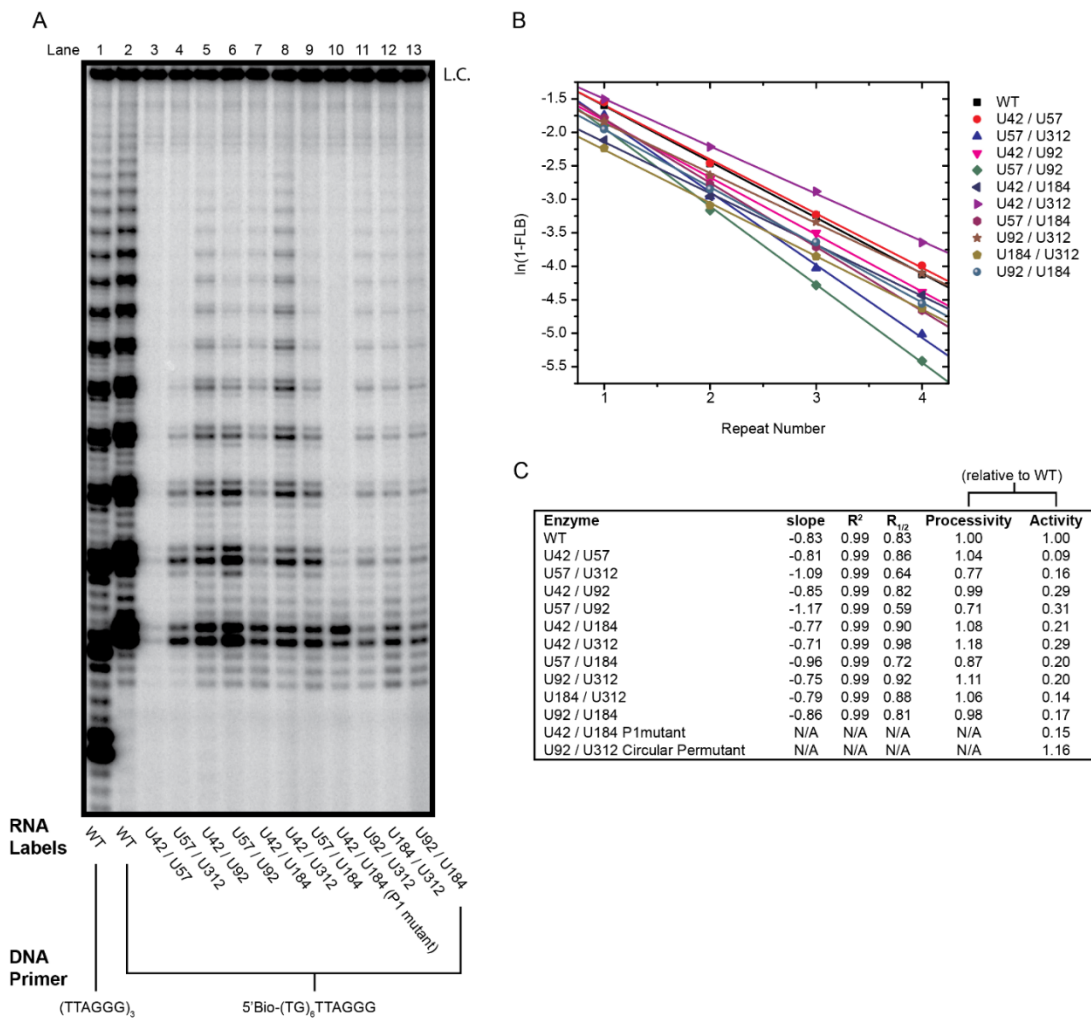 A
Lane 1 2 3 4 5 6 7 8 9 10 11 12 13
L.C.
RNA
Labels
WT
WT
U42 / U57
U57 / U312
U42 / U92
U57 / U92
U42 / U184
U42 / U312
U57 / U184
U42 / U184 (P1 mutant)
U92 / U312
U184 / U312
U92 / U184
DNA
Primer
(TTAGGG)3
5'Bio-(TG)6TTAGGG
B
ln(1-FLB)
-1.5
-2.0
-2.5
-3.0
-3.5
-4.0
-4.5
-5.0
-5.5
1 2 3 4
Repeat Number
WT
U42 / U57
U57 / U312
U42 / U92
U57 / U92
U42 / U184
U42 / U312
U57 / U184
U92 / U312
U184 / U312
U92 / U184
C
(relative to WT)
Enzyme slope R2 R1/2 Processivity Activity
WT -0.83 0.99 0.83 1.00 1.00
U42 / U57 -0.81 0.99 0.86 1.04 0.09
U57 / U312 -1.09 0.99 0.64 0.77 0.16
U42 / U92 -0.85 0.99 0.82 0.99 0.29
U57 / U92 -1.17 0.99 0.59 0.71 0.31
U42 / U184 -0.77 0.99 0.90 1.08 0.21
U42 / U312 -0.71 0.99 0.98 1.18 0.29
U57 / U184 -0.96 0.99 0.72 0.87 0.20
U92 / U312 -0.75 0.99 0.92 1.11 0.20
U184 / U312 -0.79 0.99 0.88 1.06 0.14
U92 / U184 -0.86 0.99 0.81 0.98 0.17
U42 / U184 P1mutant N/A N/A N/A N/A 0.15
U92 / U312 Circular Permutant N/A N/A N/A N/A 1.16